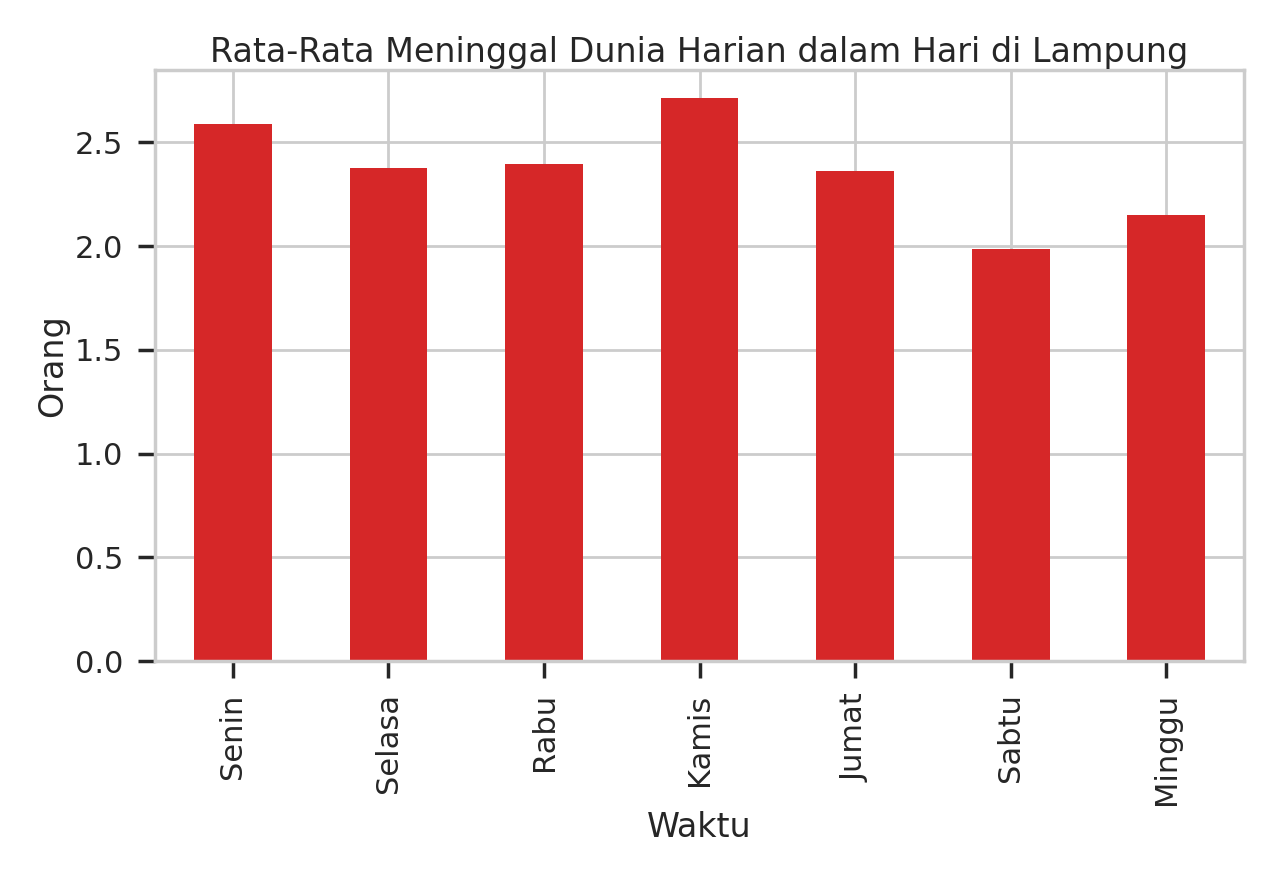 Rata-Rata Meninggal Dunia Harian dalam Hari di Lampung
Orang
2.5
2.0
1.5
1.0
0.5
0.0
Senin
Selasa
Rabu
Kamis
Jumat
Sabtu
Minggu
Waktu